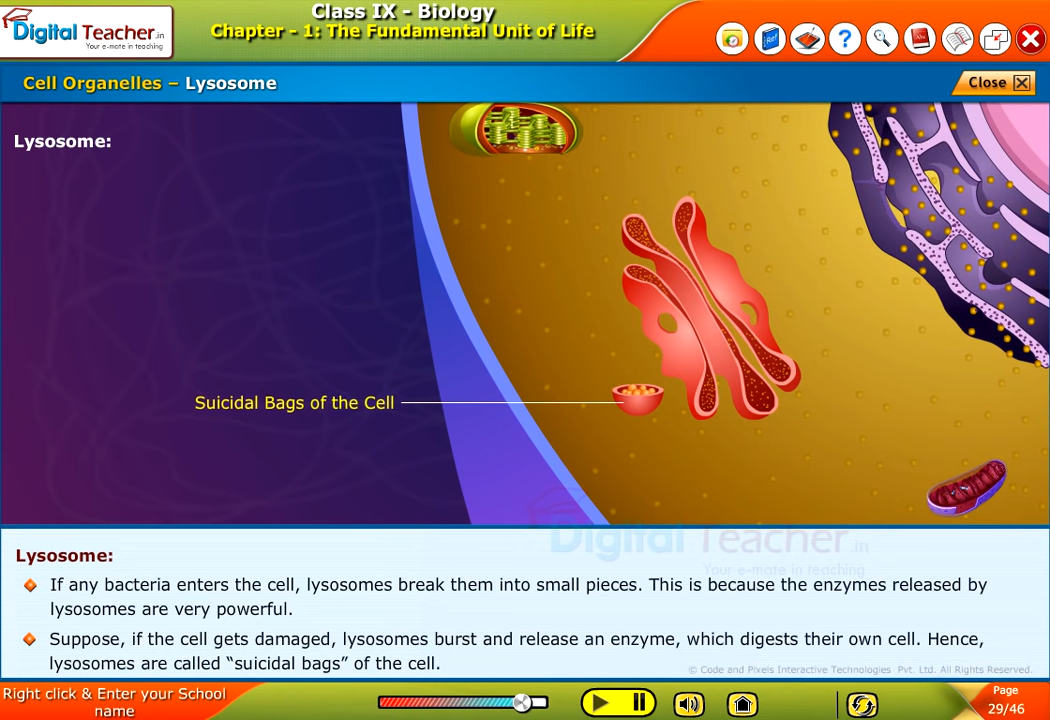 Digital Teacher.in
Your e-mate in teaching
Class IX - Biology
Chapter - 1: The Fundamental Unit of Life
Cell Organelles – Lysosome
Close
Lysosome:
Suicidal Bags of the Cell
Digital Teacher.in
Your e-mate in teaching
Lysosome:
If any bacteria enters the cell, lysosomes break them into small pieces. This is because the enzymes released by
lysosomes are very powerful.
Suppose, if the cell gets damaged, lysosomes burst and release an enzyme, which digests their own cell. Hence,
lysosomes are called “suicidal bags” of the cell.
© Code and Pixels Interactive Technologies Pvt. Ltd. All Rights Reserved.
Right click & Enter your School
name
Page
29/46